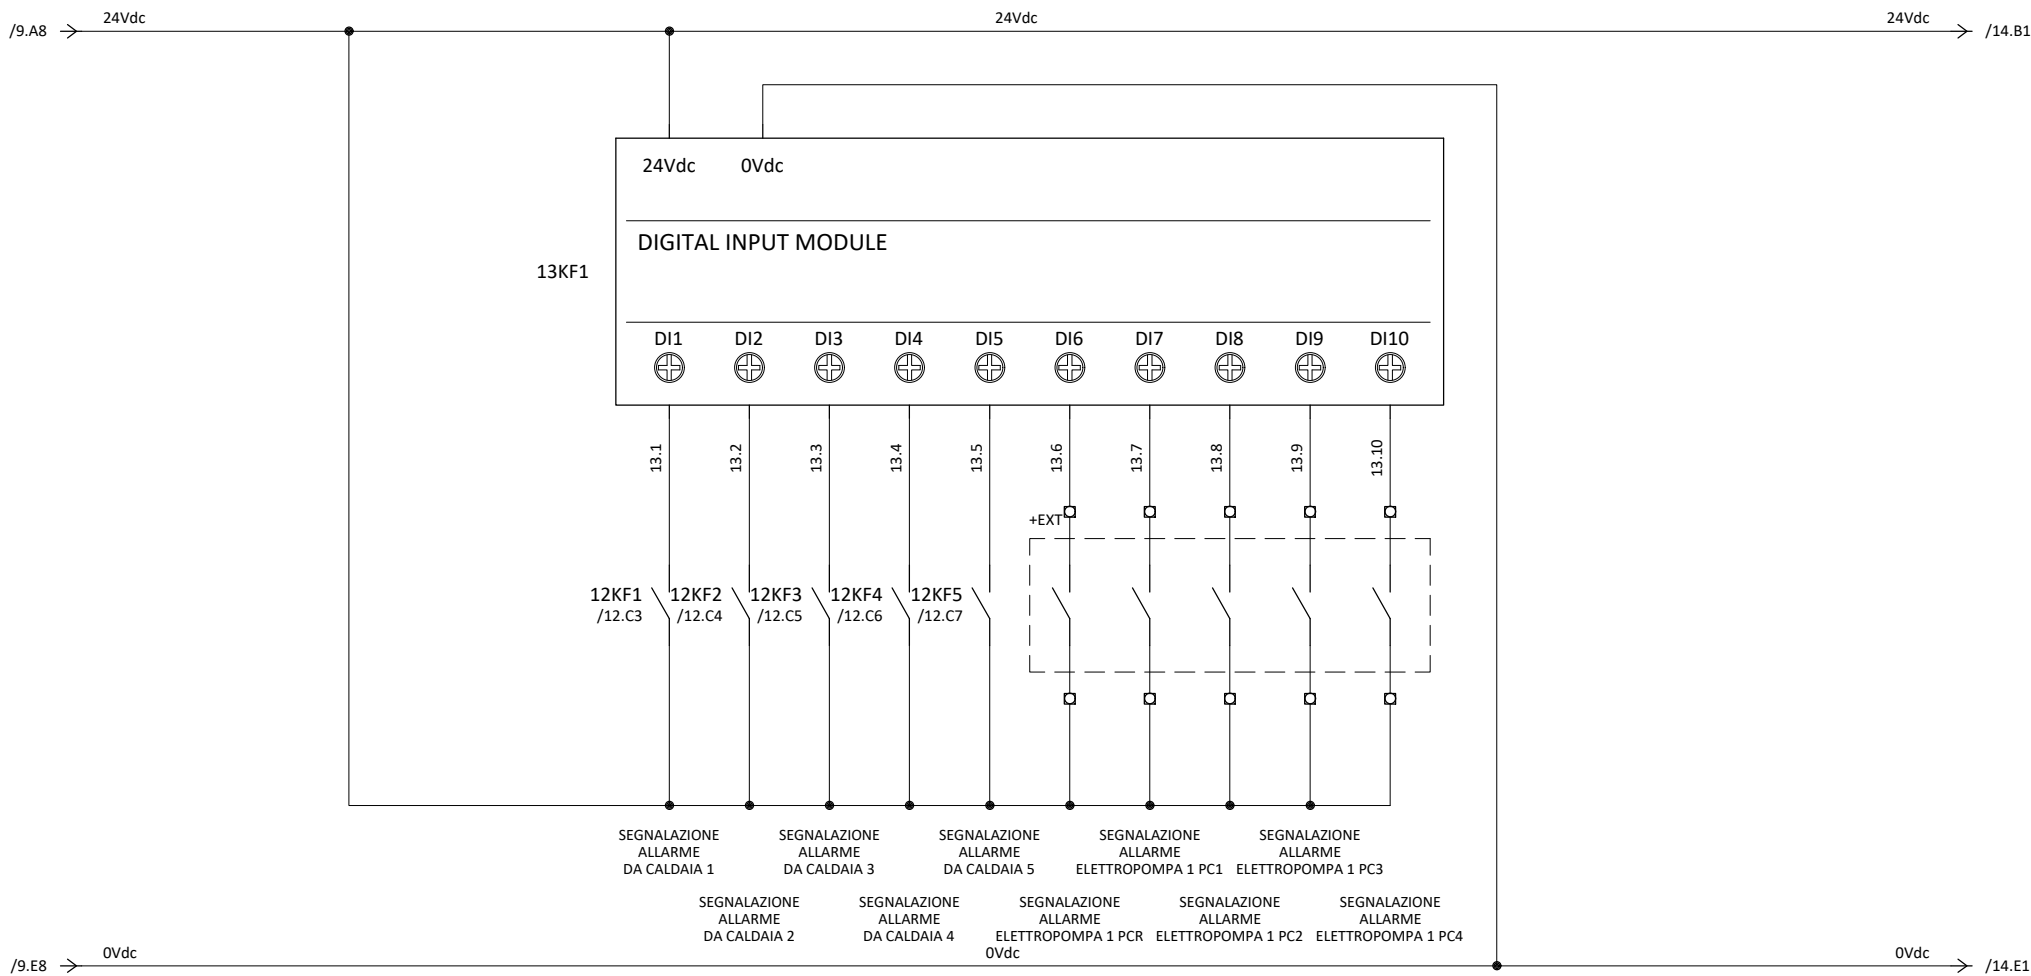 24Vdc
24Vdc
24Vdc
/9.A8
/14.B1
24Vdc
0Vdc
DIGITAL INPUT MODULE
13KF1
DI1
DI2
DI3
DI4
DI5
DI6
DI7
DI8
DI9
DI10
13.1
13.2
13.3
13.4
13.5
13.6
13.7
13.8
13.9
13.10
+EXT
12KF1
/12.C3
12KF2
/12.C4
12KF3
/12.C5
12KF4
/12.C6
12KF5
/12.C7
SEGNALAZIONE
ALLARME
DA CALDAIA 1
SEGNALAZIONE
ALLARME
DA CALDAIA 3
SEGNALAZIONE
ALLARME
DA CALDAIA 5
SEGNALAZIONE
ALLARME
ELETTROPOMPA 1 PC1
SEGNALAZIONE
ALLARME
ELETTROPOMPA 1 PC3
SEGNALAZIONE
ALLARME
DA CALDAIA 2
SEGNALAZIONE
ALLARME
DA CALDAIA 4
SEGNALAZIONE
ALLARME
ELETTROPOMPA 1 PCR
SEGNALAZIONE
ALLARME
ELETTROPOMPA 1 PC2
SEGNALAZIONE
ALLARME
ELETTROPOMPA 1 PC4
0Vdc
0Vdc
0Vdc
/9.E8
/14.E1